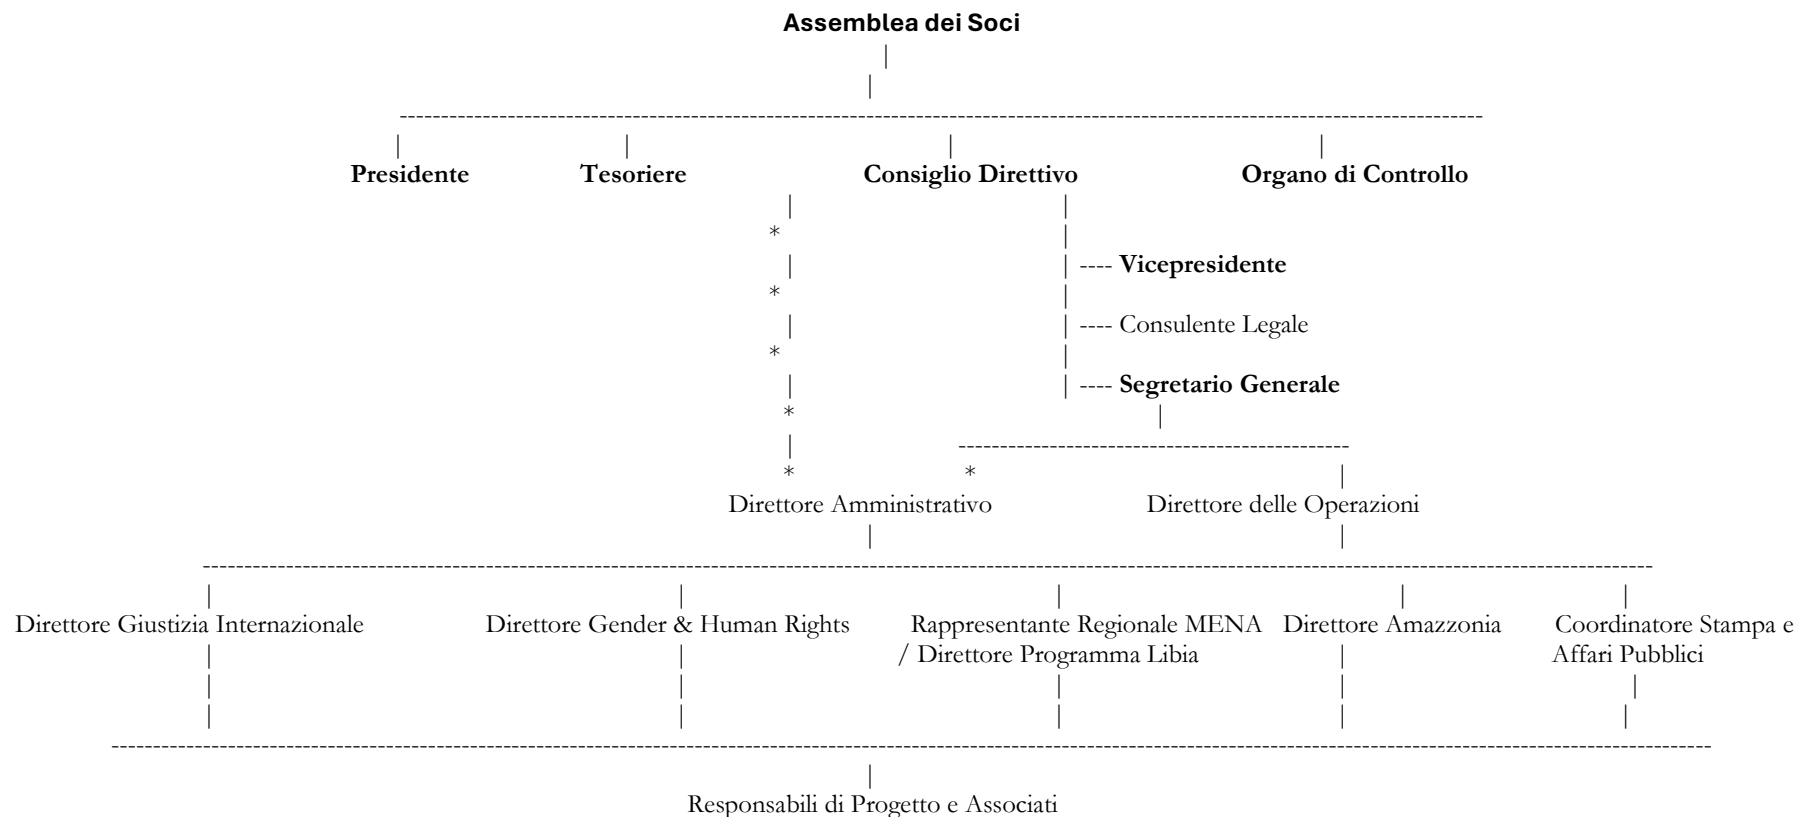 Assemblea dei Soci
Presidente Tesoriere Consiglio Direttivo Organo di Controllo
*
*
---- Vicepresidente
*
---- Consulente Legale
*
---- Segretario Generale
*
* *
Direttore Amministrativo Direttore delle Operazioni
Direttore Giustizia Internazionale Direttore Gender & Human Rights Rappresentante Regionale MENA Direttore Amazzonia Coordinatore Stampa e
/ Direttore Programma Libia Affari Pubblici
Responsabili di Progetto e Associati